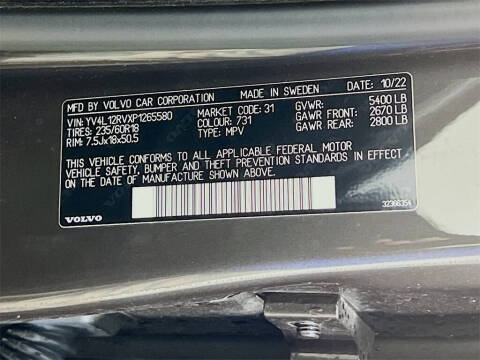 MFD BY VOLVO CAR CORPORATION MADE IN SWEDEN 10/22
VIN: YV4L12RVXP1265580 MARKET CODE: 31 GVWR: 5400 LB
TIRES: 235/60R18 COLOUR: 731 GAWR FRONT: 2670 LB
RIM: 7.5Jx18x50.5 TYPE: MPV GAWR REAR: 2800 LB
THIS VEHICLE CONFORMS TO ALL APPLICABLE FEDERAL MOTOR
VEHICLE SAFETY, BUMPER AND THEFT PREVENTION STANDARDS IN EFFECT ON THE
DATE OF MANUFACTURE SHOWN ABOVE.
VOLVO 32368354